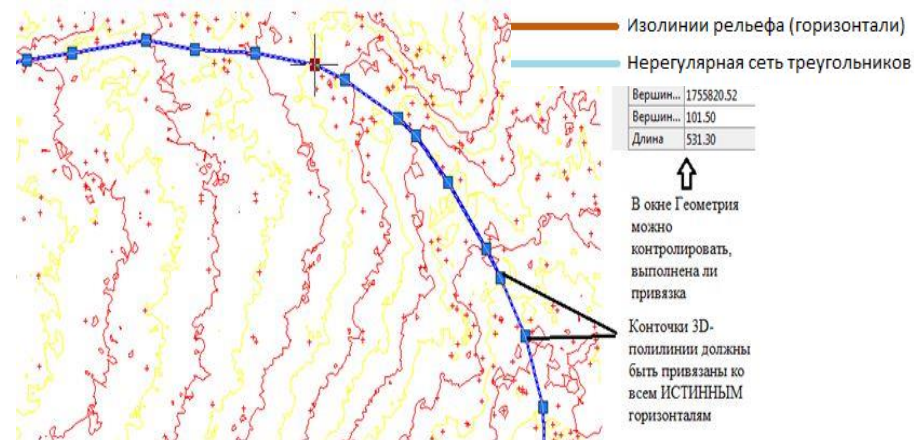 Изолинии рельефа (горизонтали)
Нерегулярная сеть треугольников
Вершин... 1755820.52
Вершин... 101.50
Длина 531.30
В окне Геометрия
можно
контролировать,
выполнена ли
привязка
Конточки 3D-
полилинии должны
быть привязаны ко
всем ИСТИННЫМ
горизонталям